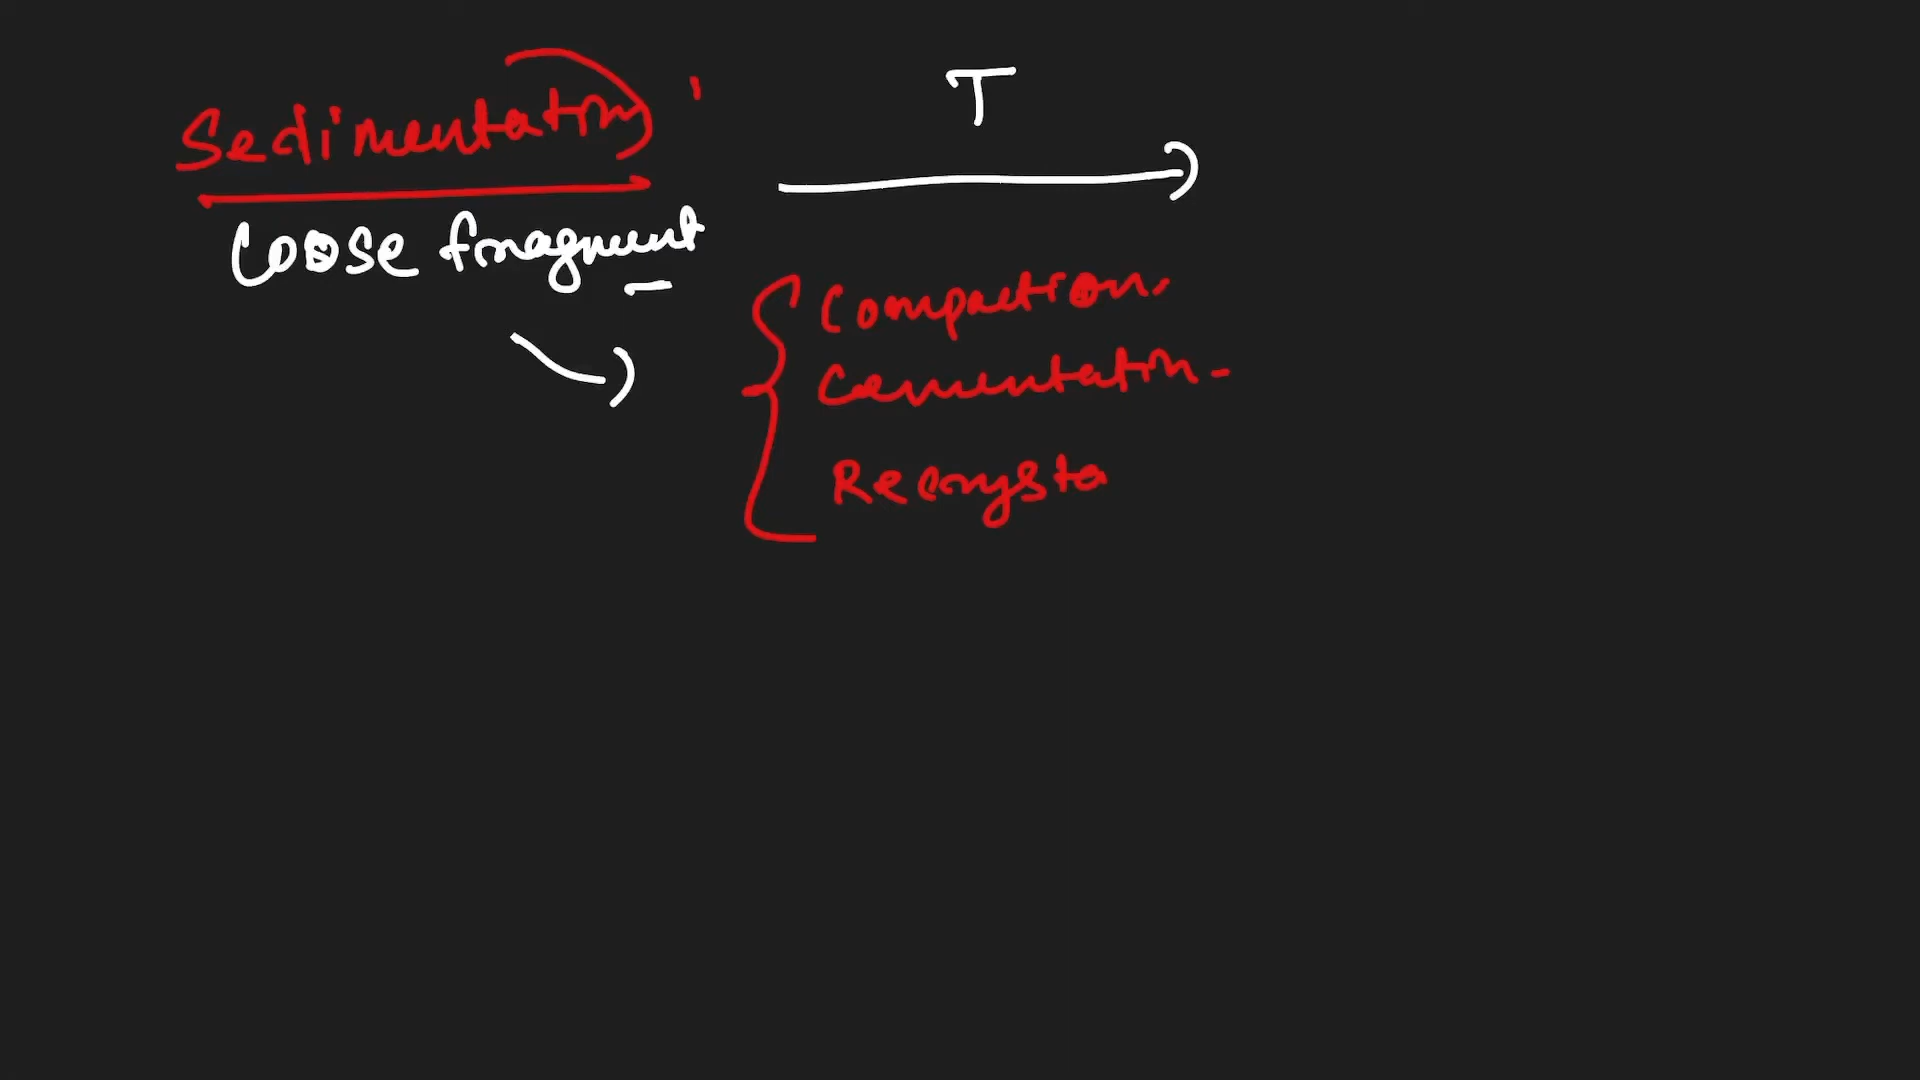 Sedimentation
T
Loose fragment
Compaction.
Cementation -
Recrysta